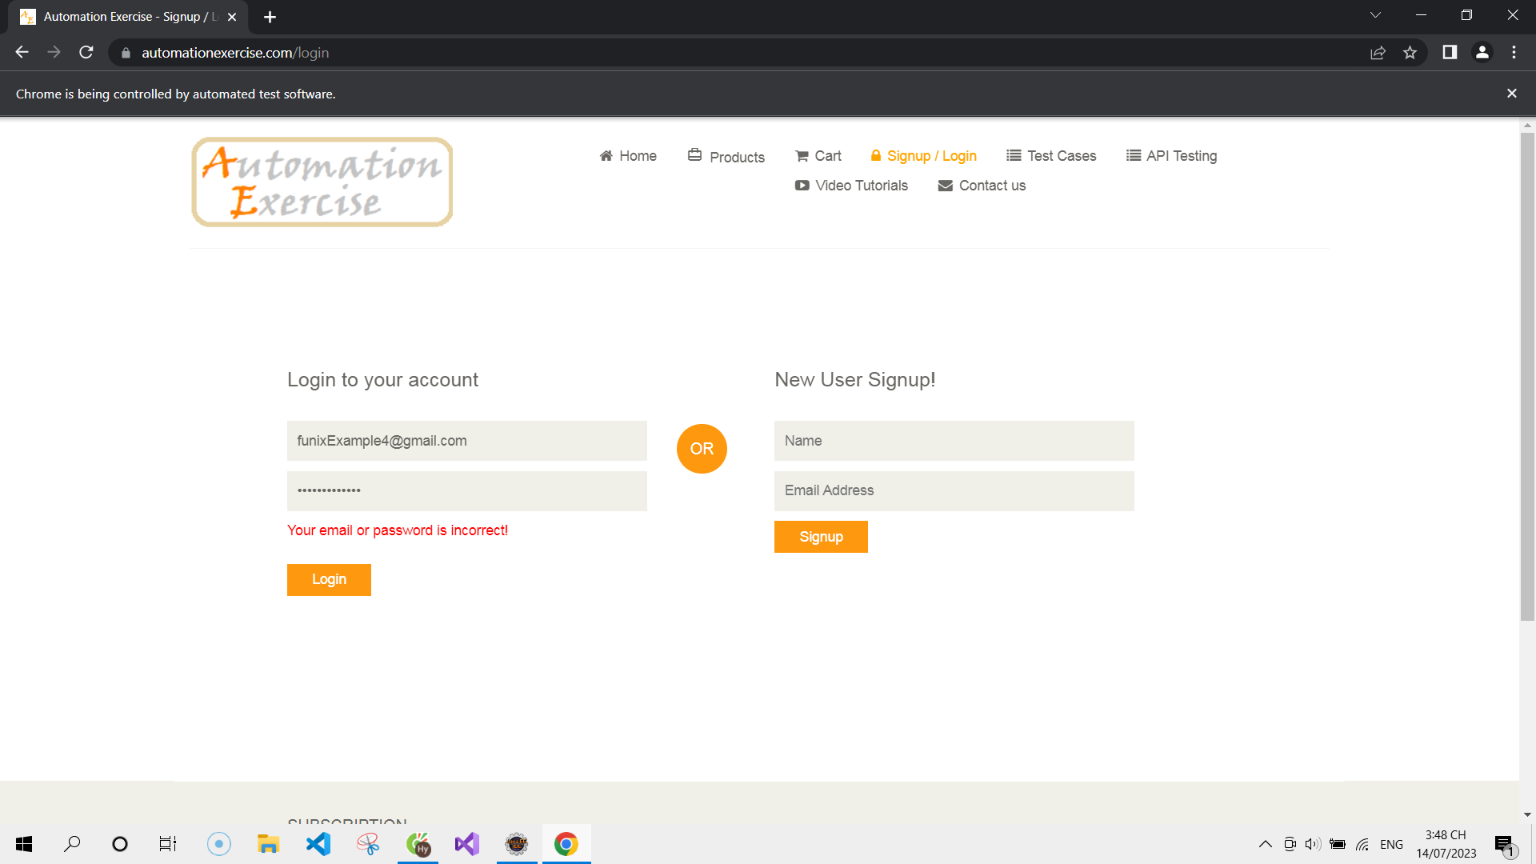 Automation Exercise - Signup / L
automationexercise.com/login
Chrome is being controlled by automated test software.
Automation
Exercise
Home
Products
Cart
Signup / Login
Test Cases
API Testing
Video Tutorials
Contact us
Login to your account
New User Signup!
funixExample4@gmail.com
OR
Name
•••••••••••••
Email Address
Your email or password is incorrect!
Signup
Login
SUBSCRIPTION
Hy
ENG
3:48 CH
14/07/2023
1